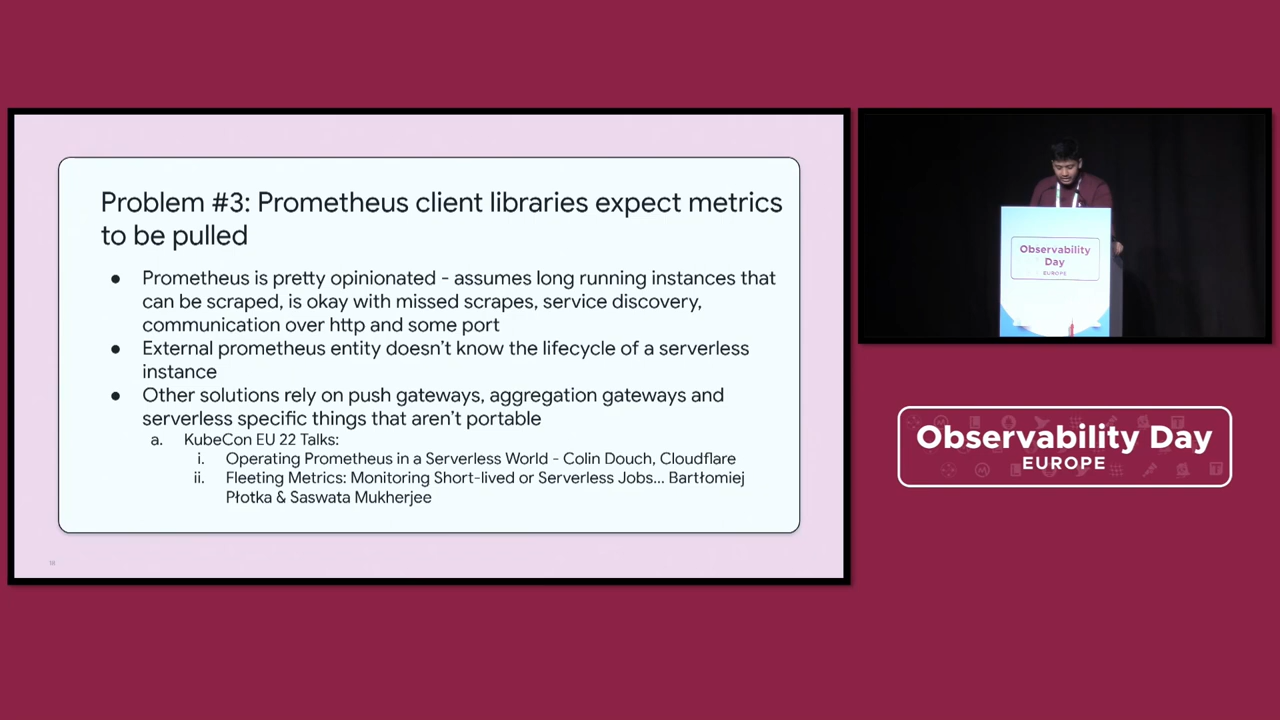 Problem #3: Prometheus client libraries expect metrics
to be pulled
● Prometheus is pretty opinionated - assumes long running instances that
can be scraped, is okay with missed scrapes, service discovery,
communication over http and some port
● External prometheus entity doesn't know the lifecycle of a serverless
instance
● Other solutions rely on push gateways, aggregation gateways and
serverless specific things that aren't portable
a. KubeCon EU 22 Talks:
i. Operating Prometheus in a Serverless World - Colin Douch, Cloudflare
ii. Fleeting Metrics: Monitoring Short-lived or Serverless Jobs... Bartłomiej
Płotka & Saswata Mukherjee
18
Observability
Day
EUROPE
Observability Day
EUROPE